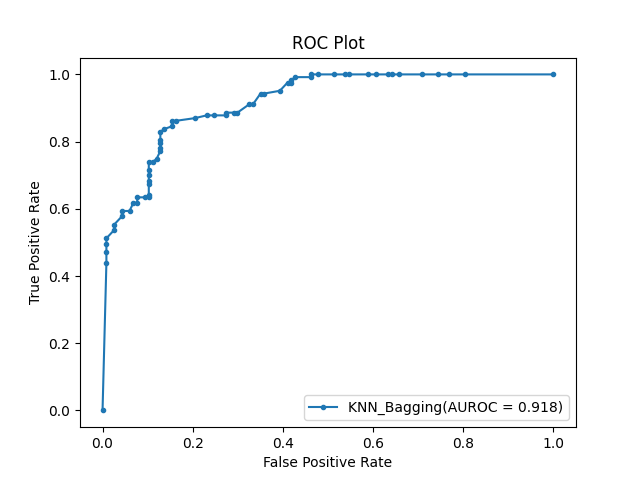 ROC Plot
1.0
0.8
0.6
0.4
0.2
0.0
True Positive Rate
KNN_Bagging(AUROC = 0.918)
0.0 0.2 0.4 0.6 0.8 1.0
False Positive Rate